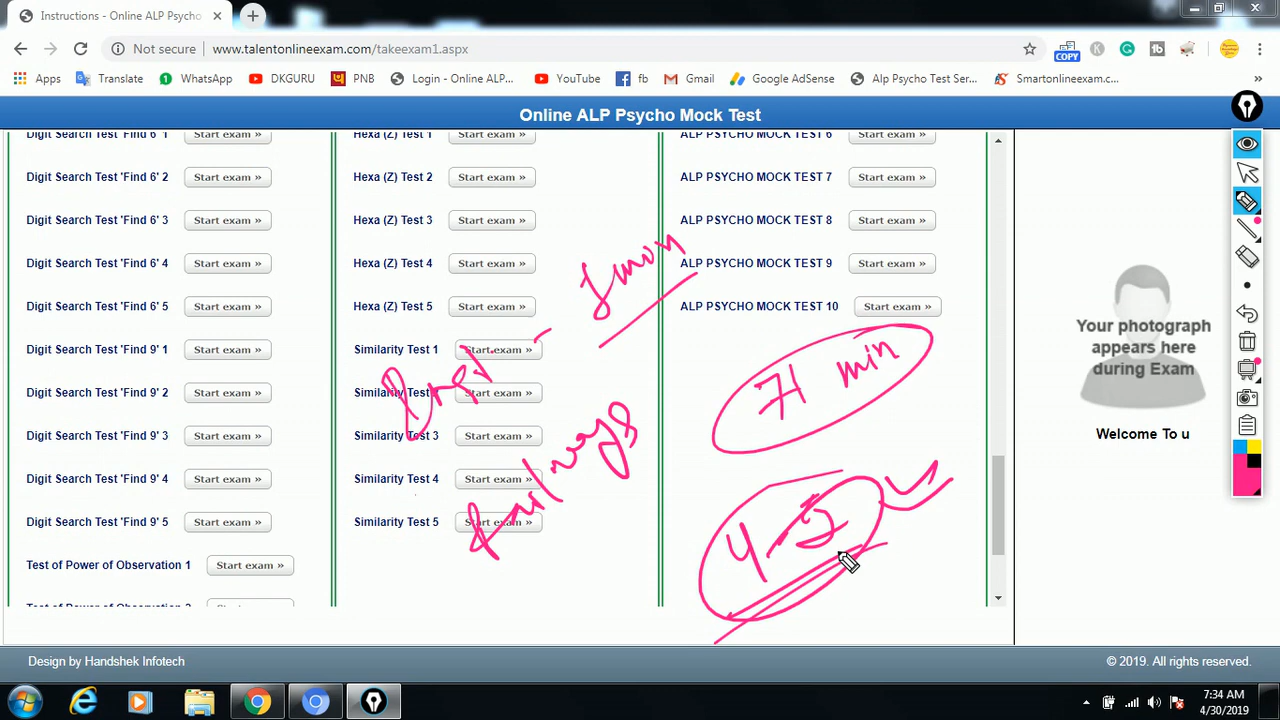 Instructions - Online ALP Psycho
Not secure | www.talentonlineexam.com/takeexam1.aspx
COPY
Apps Translate WhatsApp DKGURU PNB Login - Online ALP... YouTube fb Gmail Google AdSense Alp Psycho Test Ser... Smartonlineexam.c... »
Online ALP Psycho Mock Test
Digit Search Test 'Find 6' 1 Start exam »
Digit Search Test 'Find 6' 2 Start exam »
Digit Search Test 'Find 6' 3 Start exam »
Digit Search Test 'Find 6' 4 Start exam »
Digit Search Test 'Find 6' 5 Start exam »
Digit Search Test 'Find 9' 1 Start exam »
Digit Search Test 'Find 9' 2 Start exam »
Digit Search Test 'Find 9' 3 Start exam »
Digit Search Test 'Find 9' 4 Start exam »
Digit Search Test 'Find 9' 5 Start exam »
Test of Power of Observation 1 Start exam »
Hexa (Z) Test 1 Start exam »
Hexa (Z) Test 2 Start exam »
Hexa (Z) Test 3 Start exam »
Hexa (Z) Test 4 Start exam »
Hexa (Z) Test 5 Start exam »
Similarity Test 1 Start exam »
Similarity Test Start exam »
Similarity Test 3 Start exam »
Similarity Test 4 Start exam »
Similarity Test 5 Start exam »
ALP PSYCHO MOCK TEST 6 Start exam »
ALP PSYCHO MOCK TEST 7 Start exam »
ALP PSYCHO MOCK TEST 8 Start exam »
ALP PSYCHO MOCK TEST 9 Start exam »
ALP PSYCHO MOCK TEST 10 Start exam »
71 min
Your photograph
appears here
during Exam
Welcome To u
Design by Handshek Infotech
© 2019. All rights reserved.
7:34 AM
4/30/2019